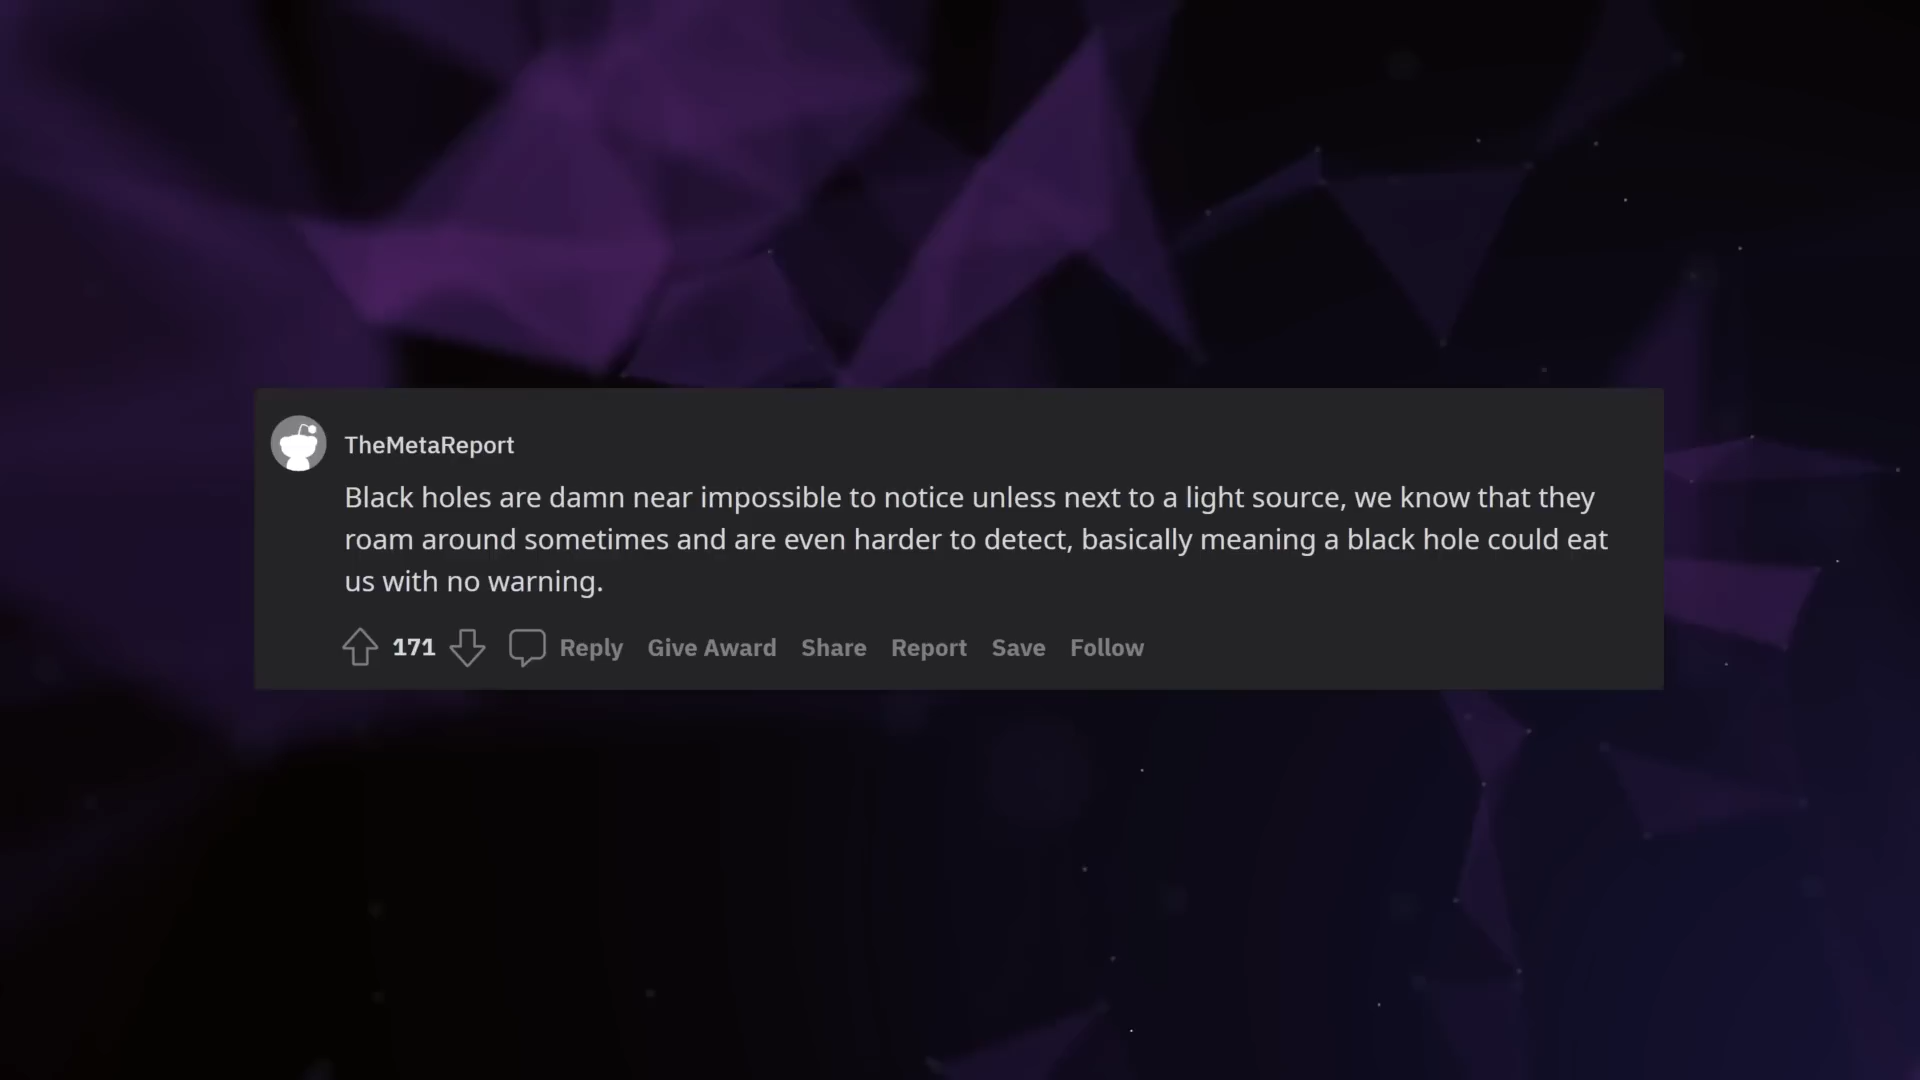 TheMetaReport
Black holes are damn near impossible to notice unless next to a light source, we know that they
roam around sometimes and are even harder to detect, basically meaning a black hole could eat
us with no warning.
171 Reply Give Award Share Report Save Follow